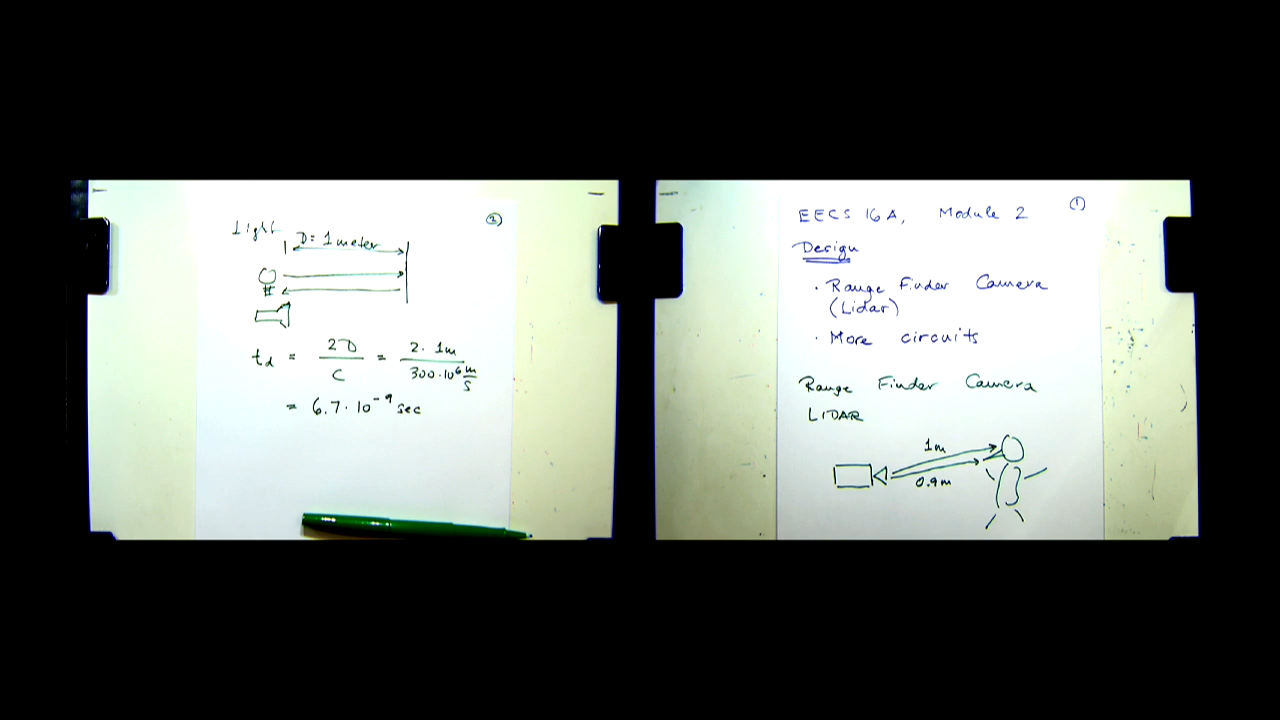 Light
②
D = 1 meter
t_d = 2D / C = 2 · 1m / 300·10⁶ m/s
= 6.7 · 10⁻⁹ sec
①
EECS 16A, Module 2
Design
· Range Finder Camera
(Lidar)
· More circuits
Range Finder Camera
LIDAR
1m
0.9m